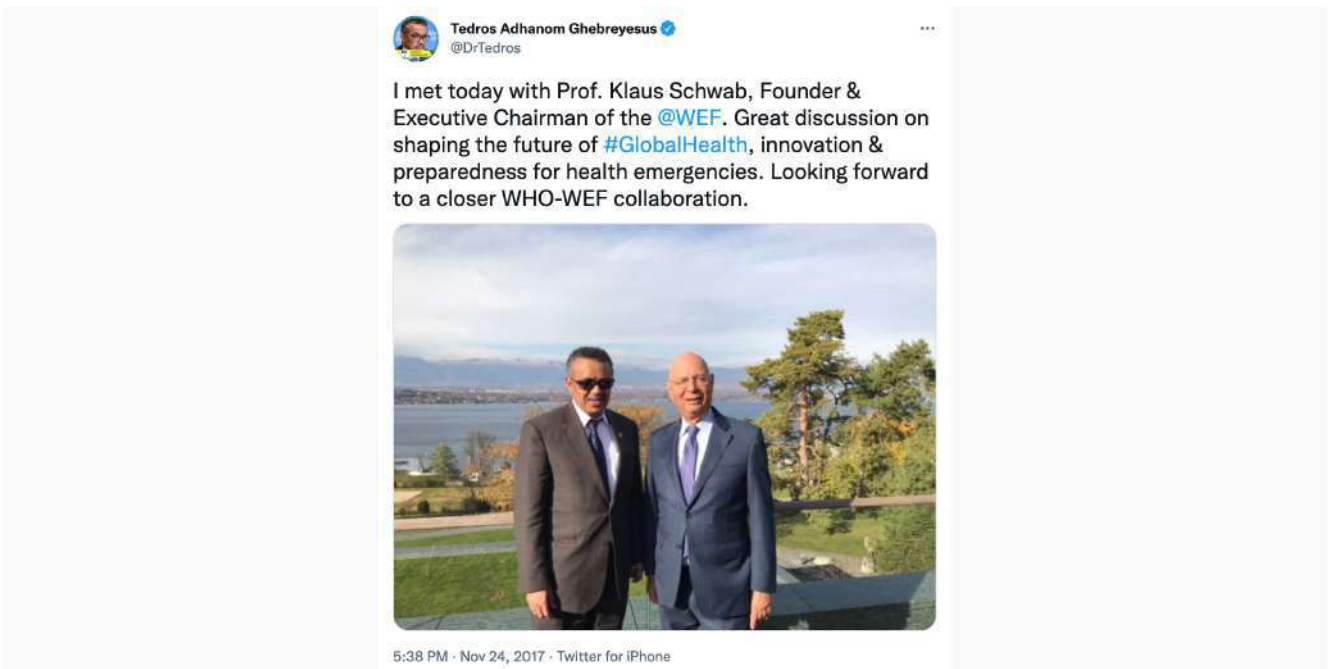 Tedros Adhanom Ghebreyesus
@DrTedros
I met today with Prof. Klaus Schwab, Founder &
Executive Chairman of the @WEF. Great discussion on
shaping the future of #GlobalHealth, innovation &
preparedness for health emergencies. Looking forward
to a closer WHO-WEF collaboration.
5:38 PM · Nov 24, 2017 · Twitter for iPhone